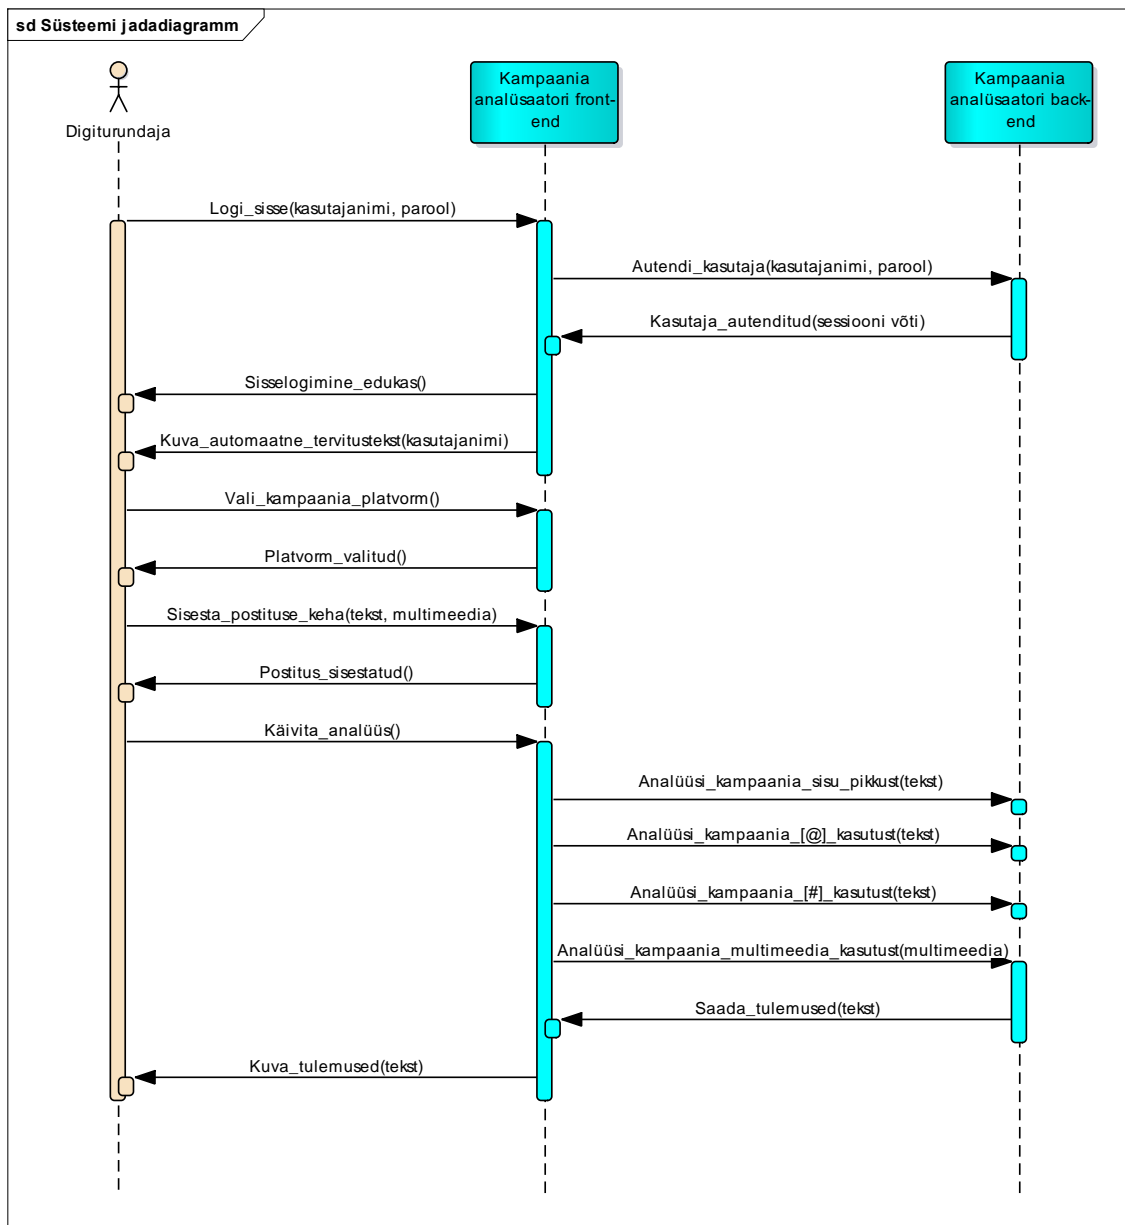 sd Süsteemi jadadiagramm
Digiturundaja
Kampaania
analüsaatori front-
end
Kampaania
analüsaatori back-
end
Logi_sisse(kasutajanimi, parool)
Autendi_kasutaja(kasutajanimi, parool)
Kasutaja_autenditud(sessiooni võti)
Sisselogimine_edukas()
Kuva_automaatne_tervitustekst(kasutajanimi)
Vali_kampaania_platvorm()
Platvorm_valitud()
Sisesta_postituse_keha(tekst, multimeedia)
Postitus_sisestatud()
Käivita_analüüs()
Analüüsi_kampaania_sisu_pikkust(tekst)
Analüüsi_kampaania_[@]_kasutust(tekst)
Analüüsi_kampaania_[#]_kasutust(tekst)
Analüüsi_kampaania_multimeedia_kasutust(multimeedia)
Saada_tulemused(tekst)
Kuva_tulemused(tekst)